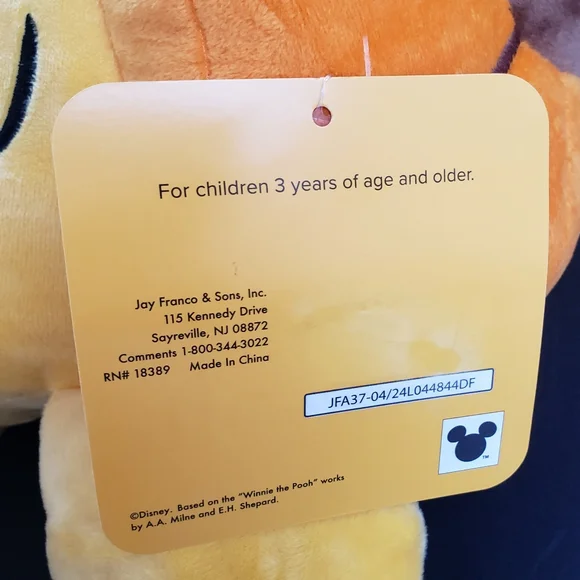 For children 3 years of age and older.
Jay Franco & Sons, Inc.
115 Kennedy Drive
Sayreville, NJ 08872
Comments 1-800-344-3022
RN# 18389 Made In China
JFA37-04/24L044844DF
TM
©Disney. Based on the "Winnie the Pooh" works
by A.A. Milne and E.H. Shepard.